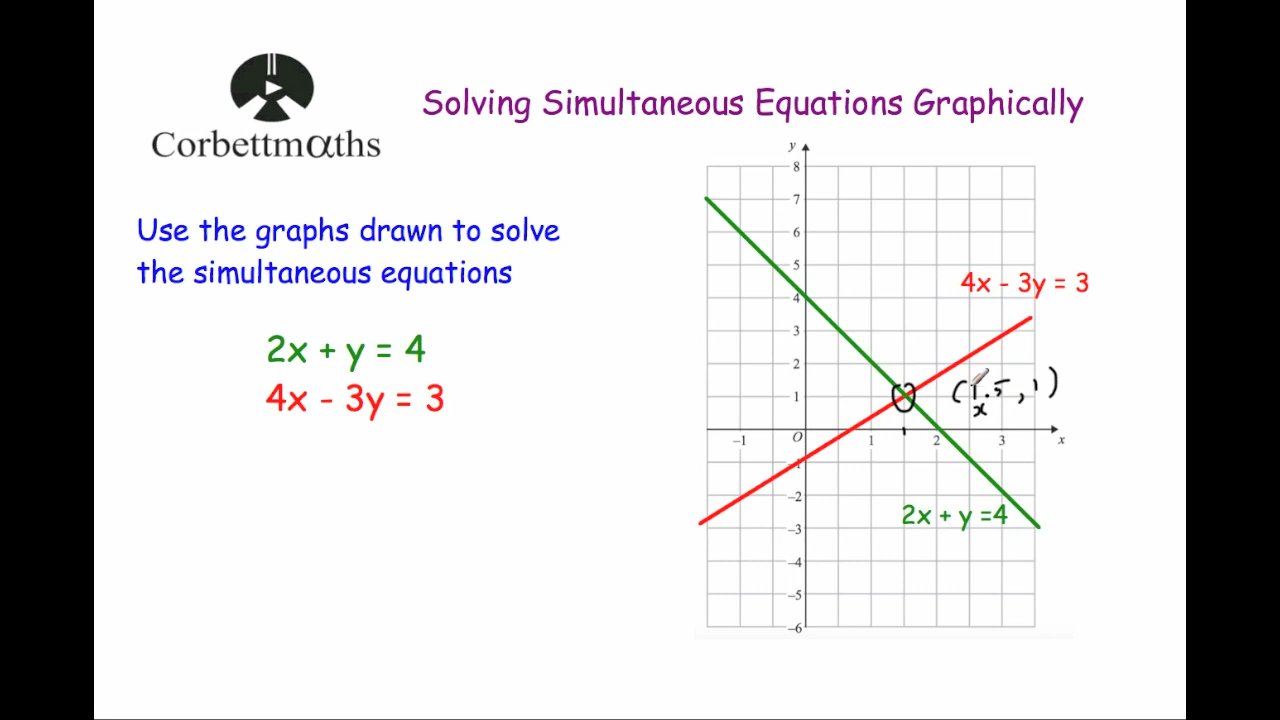 Corbettmαths
Solving Simultaneous Equations Graphically
Use the graphs drawn to solve
the simultaneous equations
2x + y = 4
4x - 3y = 3
y
8
7
6
5
4
3
2
1
-1
O
1
2
3
x
-1
-2
-3
-4
-5
-6
4x - 3y = 3
(1.5, 1)
x
2x + y =4